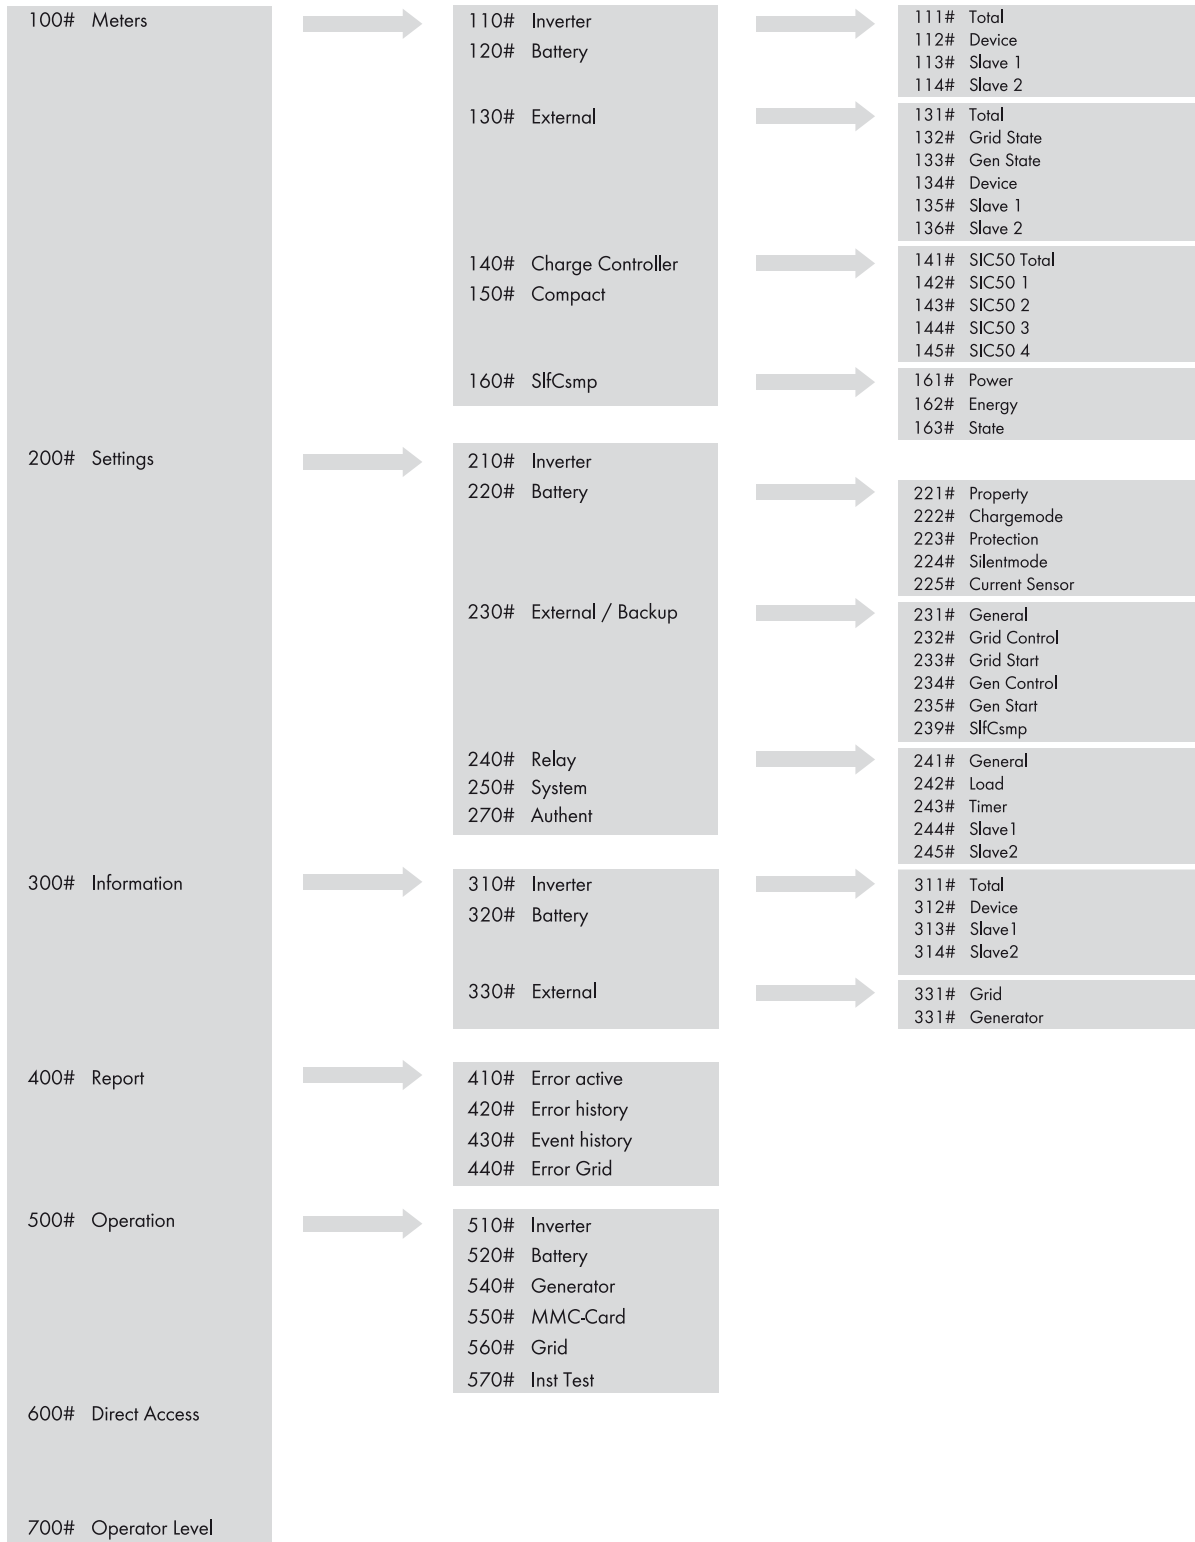 100# Meters
110# Inverter
120# Battery
130# External
140# Charge Controller
150# Compact
160# SlfCsmp
111# Total
112# Device
113# Slave 1
114# Slave 2
131# Total
132# Grid State
133# Gen State
134# Device
135# Slave 1
136# Slave 2
141# SIC50 Total
142# SIC50 1
143# SIC50 2
144# SIC50 3
145# SIC50 4
161# Power
162# Energy
163# State
200# Settings
210# Inverter
220# Battery
230# External / Backup
240# Relay
250# System
270# Authent
221# Property
222# Chargemode
223# Protection
224# Silentmode
225# Current Sensor
231# General
232# Grid Control
233# Grid Start
234# Gen Control
235# Gen Start
239# SlfCsmp
241# General
242# Load
243# Timer
244# Slave1
245# Slave2
300# Information
310# Inverter
320# Battery
330# External
311# Total
312# Device
313# Slave1
314# Slave2
331# Grid
331# Generator
400# Report
410# Error active
420# Error history
430# Event history
440# Error Grid
500# Operation
510# Inverter
520# Battery
540# Generator
550# MMC-Card
560# Grid
570# Inst Test
600# Direct Access
700# Operator Level